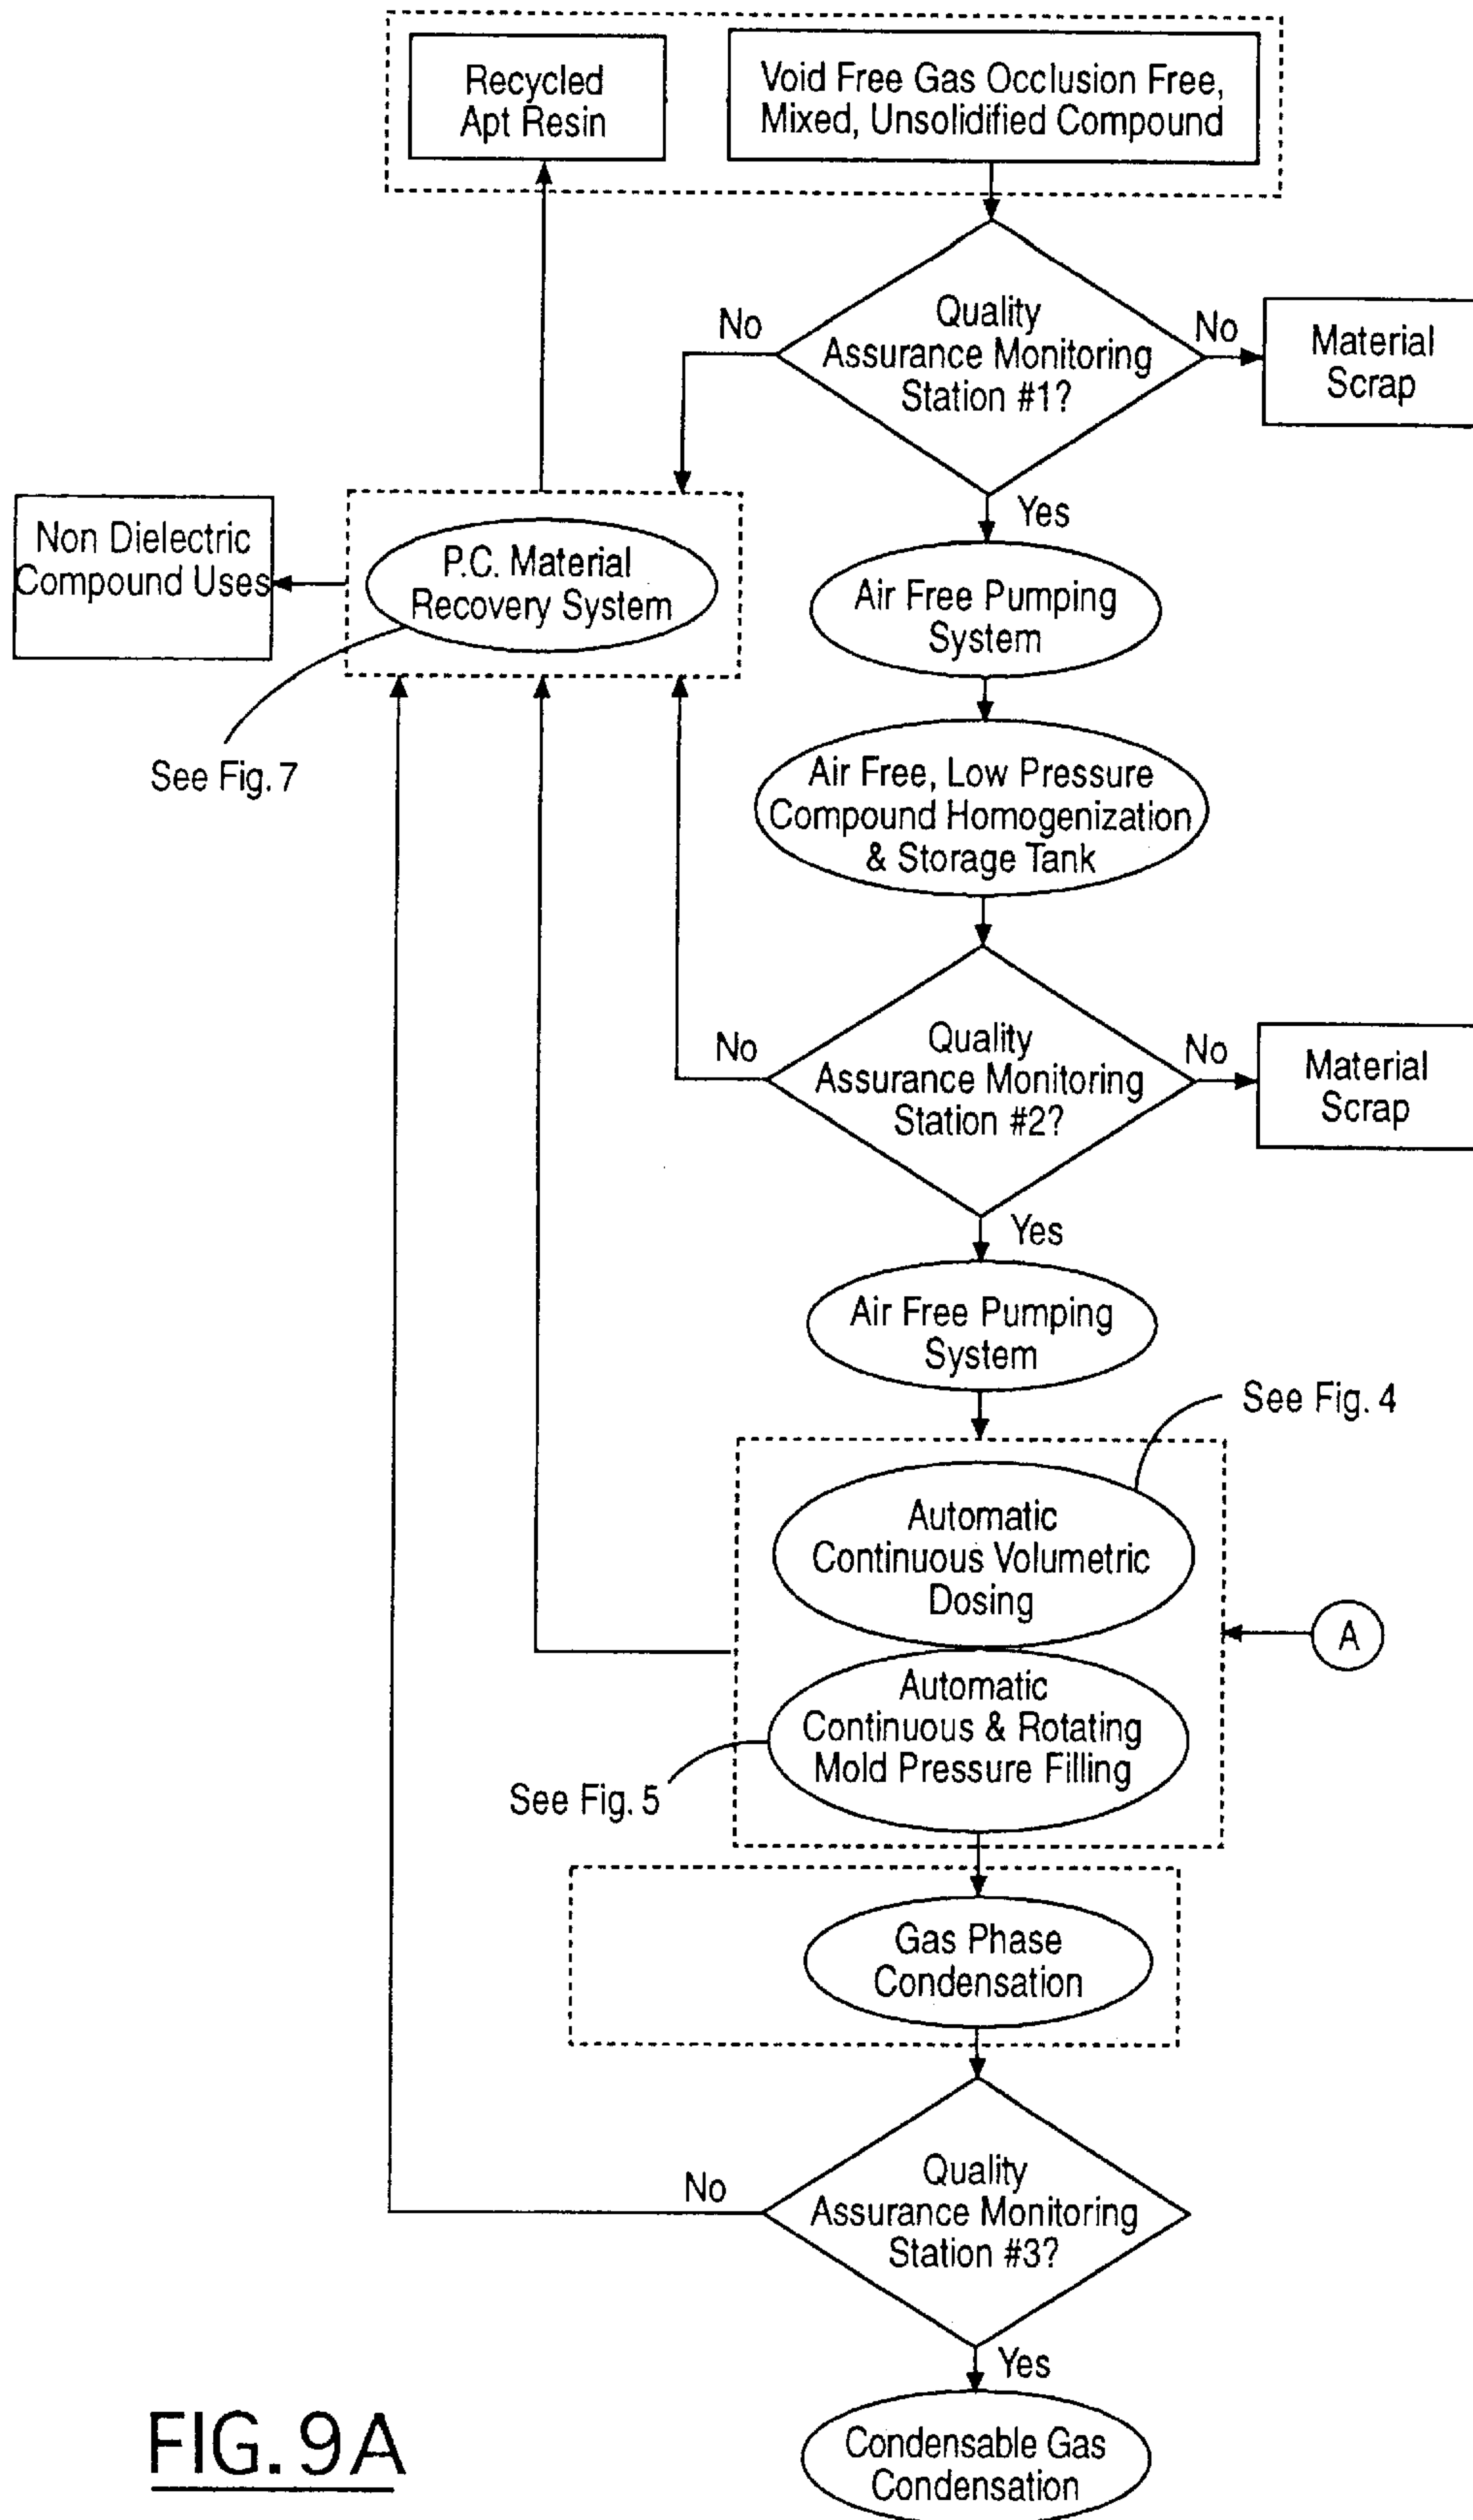 Recycled
Apt Resin
Void Free Gas Occlusion Free,
Mixed, Unsolidified Compound
No
Quality
Assurance Monitoring
Station #1?
No
Material
Scrap
Yes
Non Dielectric
Compound Uses
P.C. Material
Recovery System
Air Free Pumping
System
See Fig. 7
Air Free, Low Pressure
Compound Homogenization
& Storage Tank
No
Quality
Assurance Monitoring
Station #2?
No
Material
Scrap
Yes
Air Free Pumping
System
See Fig. 4
Automatic
Continuous Volumetric
Dosing
A
Automatic
Continuous & Rotating
Mold Pressure Filling
See Fig. 5
Gas Phase
Condensation
No
Quality
Assurance Monitoring
Station #3?
Yes
Condensable Gas
Condensation
FIG. 9A